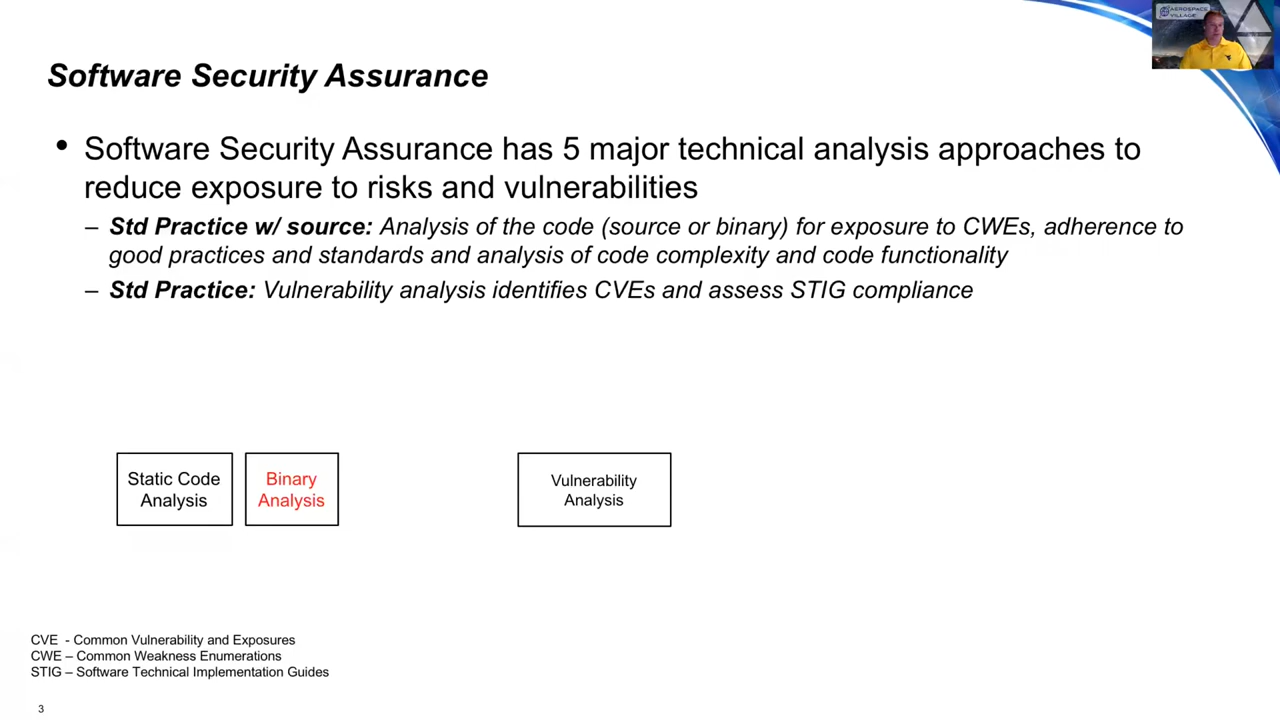 AEROSPACE
VILLAGE
Software Security Assurance
• Software Security Assurance has 5 major technical analysis approaches to
reduce exposure to risks and vulnerabilities
– Std Practice w/ source: Analysis of the code (source or binary) for exposure to CWEs, adherence to
good practices and standards and analysis of code complexity and code functionality
– Std Practice: Vulnerability analysis identifies CVEs and assess STIG compliance
Static Code
Analysis
Binary
Analysis
Vulnerability
Analysis
CVE - Common Vulnerability and Exposures
CWE – Common Weakness Enumerations
STIG – Software Technical Implementation Guides
3